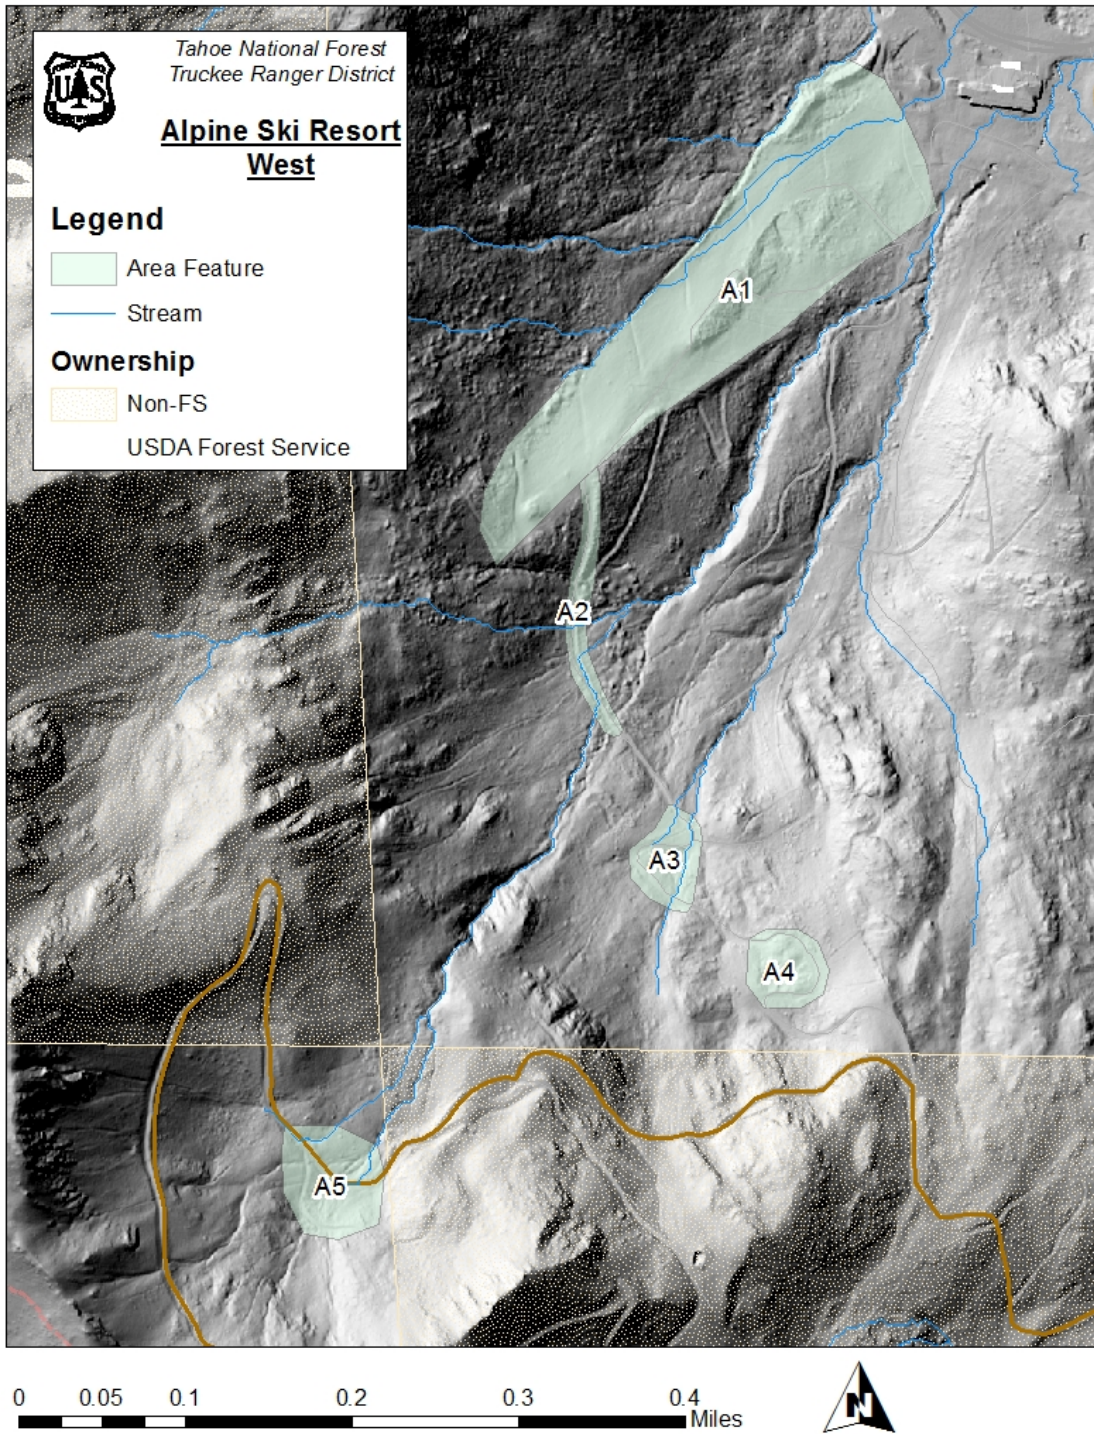 Tahoe National Forest
Truckee Ranger District
US
Alpine Ski Resort
West
Legend
Area Feature
Stream
Ownership
Non-FS
USDA Forest Service
A1
A2
A3
A4
A5
0 0.05 0.1 0.2 0.3 0.4
Miles
N